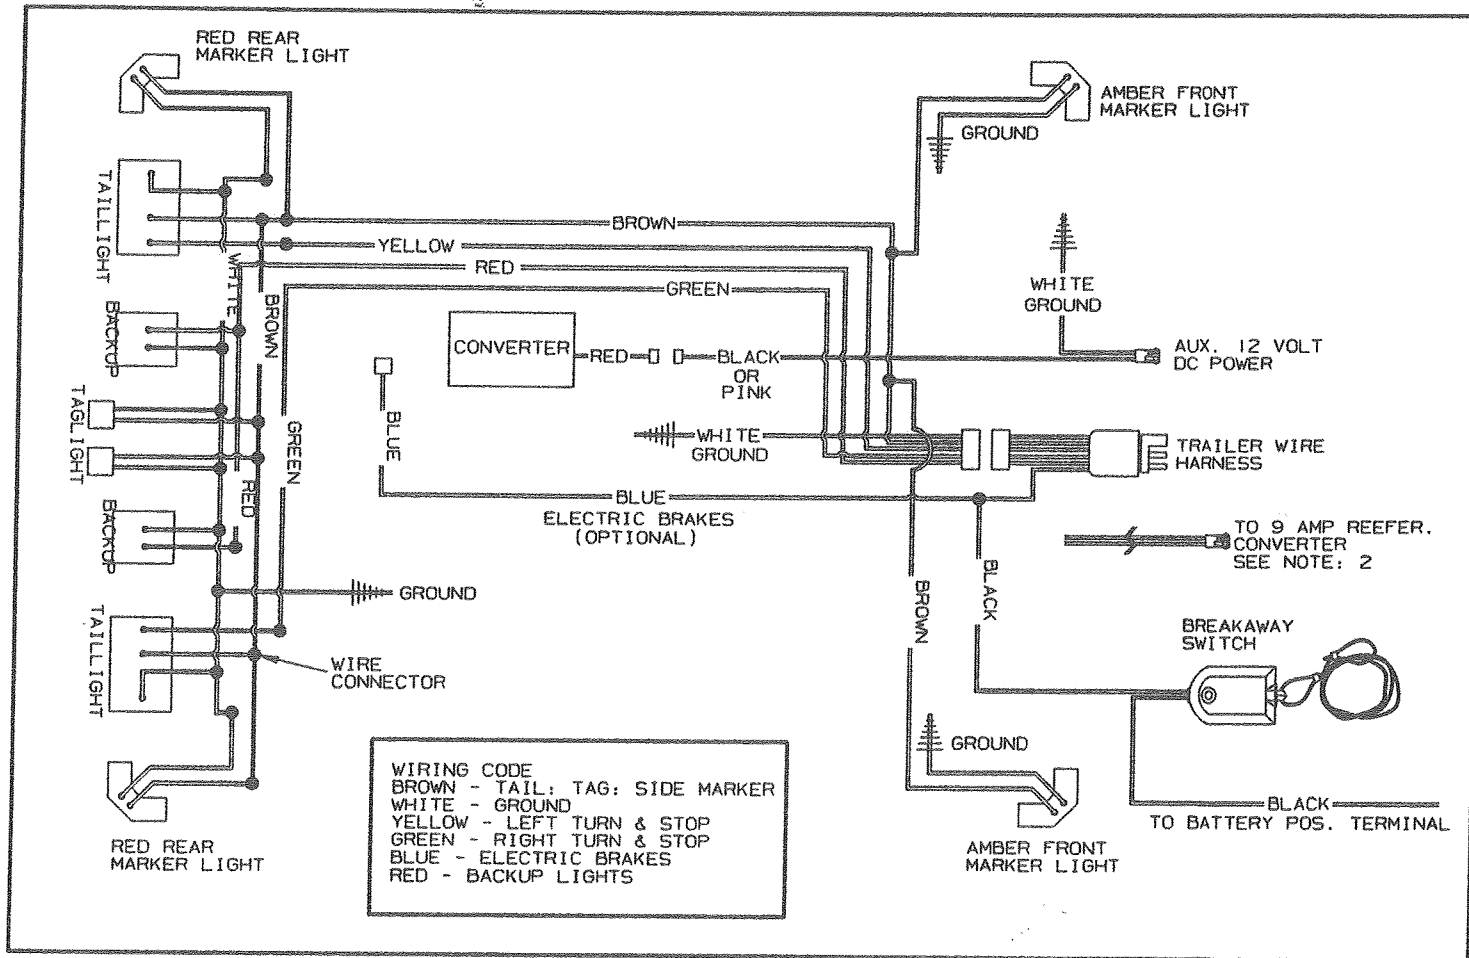 RED REAR
MARKER LIGHT
AMBER FRONT
MARKER LIGHT
GROUND
TAILLIGHT
BROWN
YELLOW
WHITE
RED
GREEN
WHITE
GROUND
BACKUP
BROWN
CONVERTER
RED
BLACK
OR
PINK
AUX. 12 VOLT
DC POWER
TAGLIGHT
GREEN
BLUE
WHITE
GROUND
TRAILER WIRE
HARNESS
RED
BLUE
ELECTRIC BRAKES
(OPTIONAL)
BACKUP
TO 9 AMP REEFER.
CONVERTER
SEE NOTE: 2
GROUND
BLACK
BROWN
TAILLIGHT
WIRE
CONNECTOR
BREAKAWAY
SWITCH
GROUND
WIRING CODE
BROWN - TAIL: TAG: SIDE MARKER
WHITE - GROUND
YELLOW - LEFT TURN & STOP
GREEN - RIGHT TURN & STOP
BLUE - ELECTRIC BRAKES
RED - BACKUP LIGHTS
BLACK
TO BATTERY POS. TERMINAL
RED REAR
MARKER LIGHT
AMBER FRONT
MARKER LIGHT